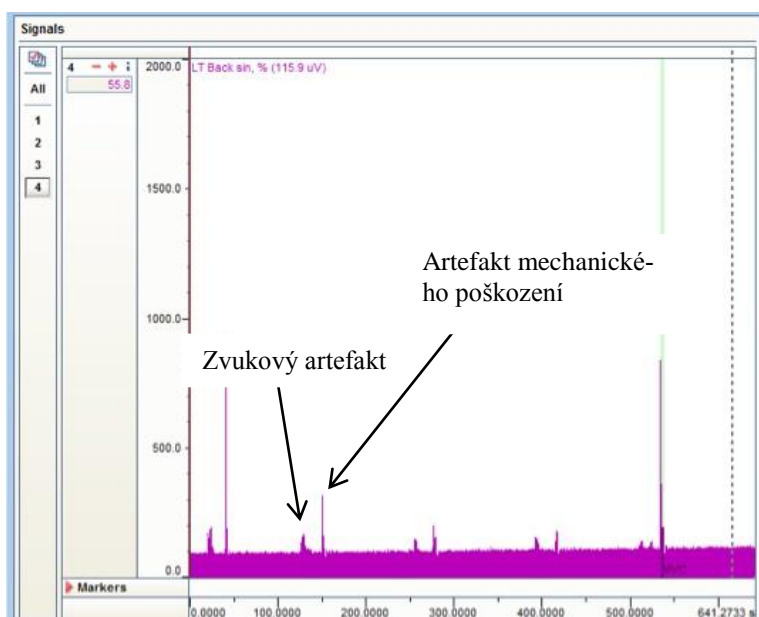 Signals
All
1
2
3
4
4
55.8
2000.0
LT Back sin, % (115.9 uV)
1500.0
1000.0
500.0
0.0
Artefakt mechanické-
ho poškození
Zvukový artefakt
MVC
Markers
0.0000 100.0000 200.0000 300.0000 400.0000 500.0000 641.2733 s